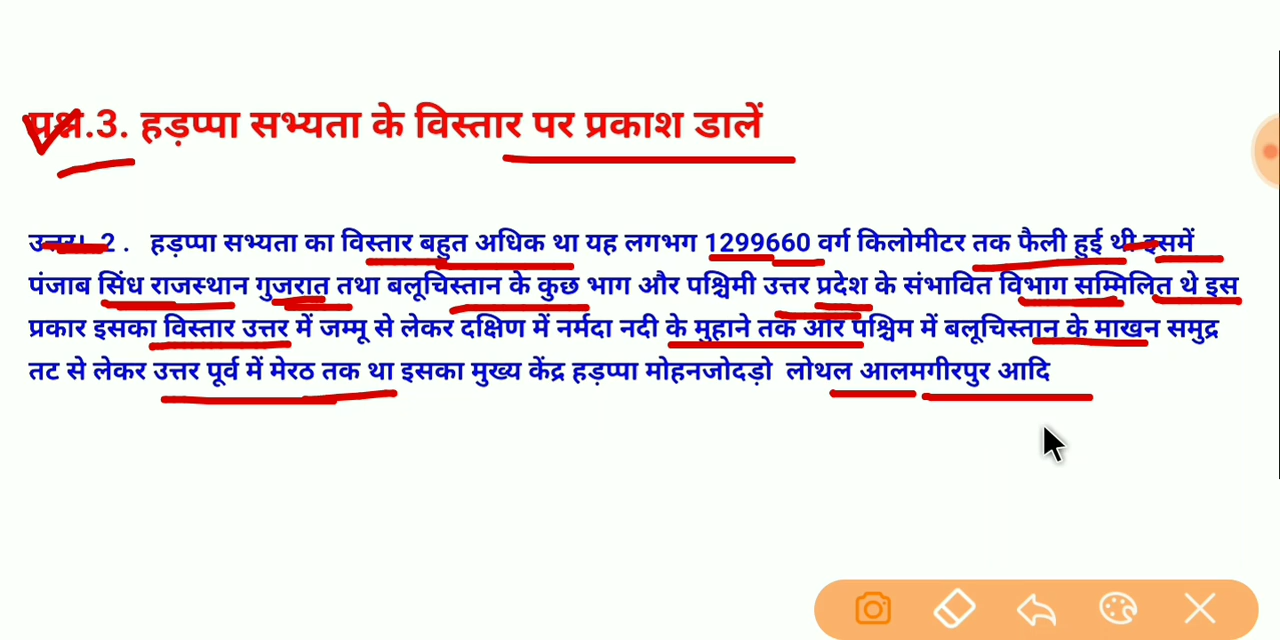 प्रश्न.3. हड़प्पा सभ्यता के विस्तार पर प्रकाश डालें
उत्तर। 2 . हड़प्पा सभ्यता का विस्तार बहुत अधिक था यह लगभग 1299660 वर्ग किलोमीटर तक फैली हुई थी इसमें
पंजाब सिंध राजस्थान गुजरात तथा बलूचिस्तान के कुछ भाग और पश्चिमी उत्तर प्रदेश के संभावित विभाग सम्मिलित थे इस
प्रकार इसका विस्तार उत्तर में जम्मू से लेकर दक्षिण में नर्मदा नदी के मुहाने तक और पश्चिम में बलूचिस्तान के माखन समुद्र
तट से लेकर उत्तर पूर्व में मेरठ तक था इसका मुख्य केंद्र हड़प्पा मोहनजोदड़ो लोथल आलमगीरपुर आदि